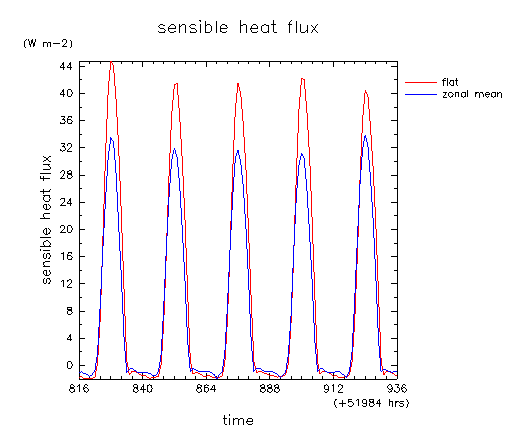 sensible heat flux
(W m-2)
44
40
36
32
28
24
20
16
12
8
4
0
sensible heat flux
flat
zonal mean
816 840 864 888 912 936
(+51984 hrs)
time